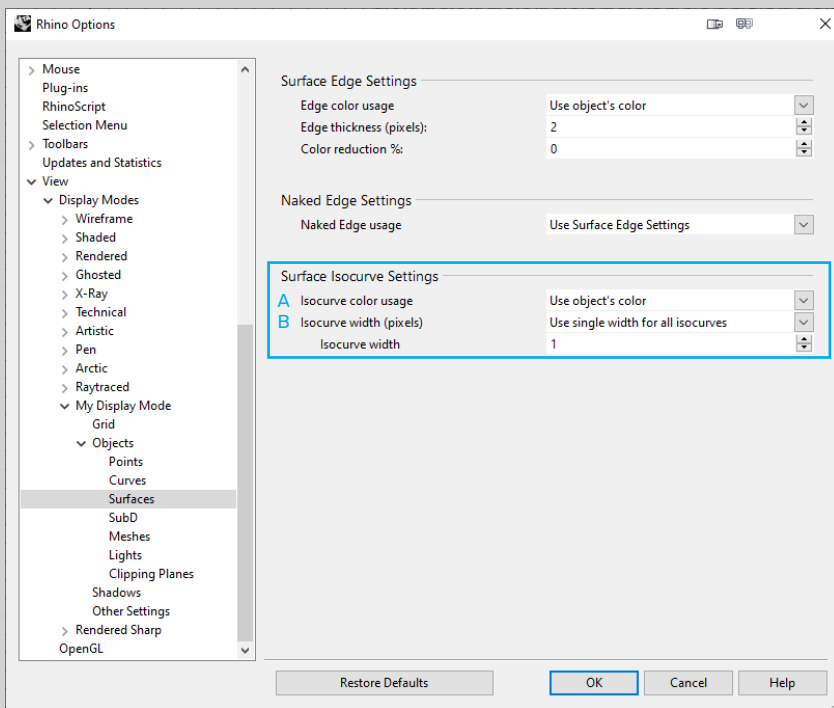 Rhino Options
Mouse
Plug-ins
RhinoScript
Selection Menu
Toolbars
Updates and Statistics
View
Display Modes
Wireframe
Shaded
Rendered
Ghosted
X-Ray
Technical
Artistic
Pen
Arctic
Raytraced
My Display Mode
Grid
Objects
Points
Curves
Surfaces
SubD
Meshes
Lights
Clipping Planes
Shadows
Other Settings
Rendered Sharp
OpenGL
Surface Edge Settings
Edge color usage Use object's color
Edge thickness (pixels): 2
Color reduction %: 0
Naked Edge Settings
Naked Edge usage Use Surface Edge Settings
Surface Isocurve Settings
A Isocurve color usage Use object's color
B Isocurve width (pixels) Use single width for all isocurves
Isocurve width 1
Restore Defaults OK Cancel Help